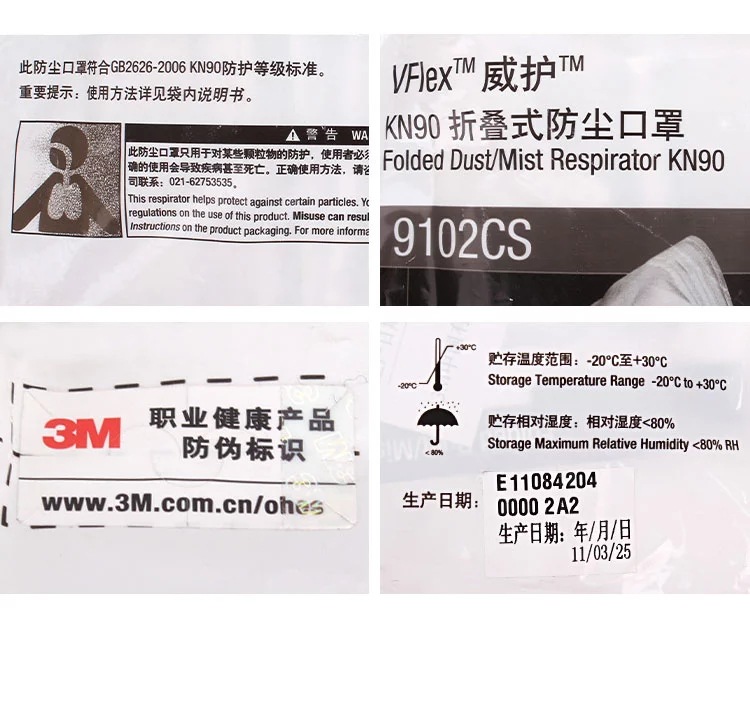 此防尘口罩符合GB2626-2006 KN90防护等级标准。
重要提示：使用方法详见袋内说明书。
警 告 WA
此防尘口罩只用于对某些颗粒物的防护，使用者必须
确的使用会导致疾病甚至死亡。正确使用方法，请
司联系：021-62753535。
This respirator helps protect against certain particles.
regulations on the use of this product. Misuse can resul
Instructions on the product packaging. For more informa
VFlex™ 威护™
KN90 折叠式防尘口罩
Folded Dust/Mist Respirator KN90
9102CS
3M 职业健康产品
防伪标识
www.3M.com.cn/ohes
+30°C
-20°C
贮存温度范围：-20°C至+30°C
Storage Temperature Range -20°C to +30°C
< 80%
贮存相对湿度：相对湿度<80%
Storage Maximum Relative Humidity <80% RH
生产日期：
E11084204
0000 2A2
生产日期：年/月/日
11/03/25